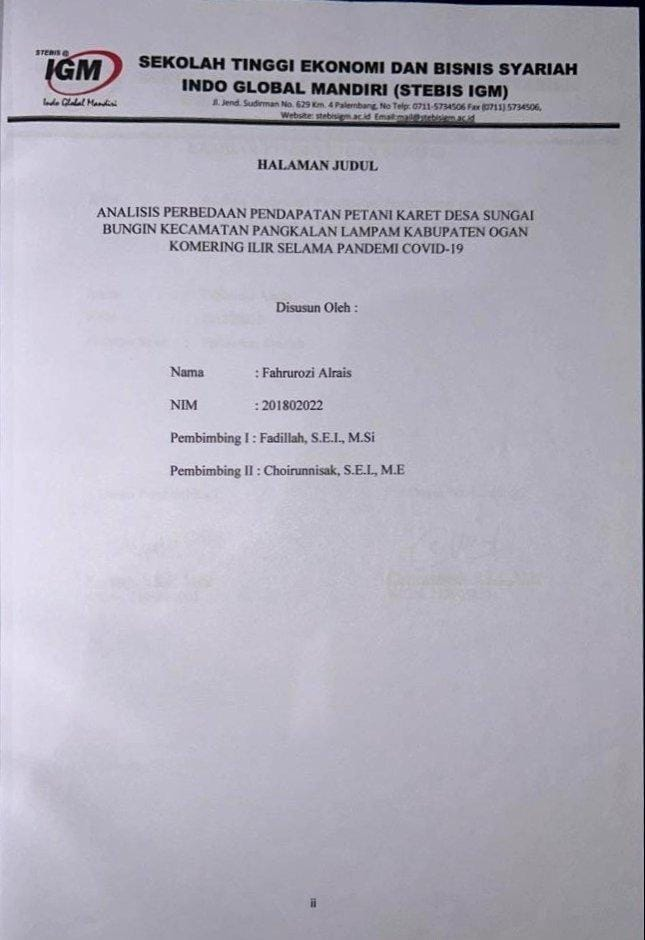 STEBIS @
IGM
Indo Global Mandiri
SEKOLAH TINGGI EKONOMI DAN BISNIS SYARIAH
INDO GLOBAL MANDIRI (STEBIS IGM)
Jl. Jend. Sudirman No. 629 Km. 4 Palembang, No Telp: 0711-5734506 Fax (0711) 5734506,
Website: stebisigm.ac.id Email:mail@stebisigm.ac.id
HALAMAN JUDUL
ANALISIS PERBEDAAN PENDAPATAN PETANI KARET DESA SUNGAI
BUNGIN KECAMATAN PANGKALAN LAMPAM KABUPATEN OGAN
KOMERING ILIR SELAMA PANDEMI COVID-19
Disusun Oleh :
Nama : Fahrurozi Alrais
NIM : 201802022
Pembimbing I : Fadillah, S.E.I., M.Si
Pembimbing II : Choirunnisak, S.E.I., M.E
ii